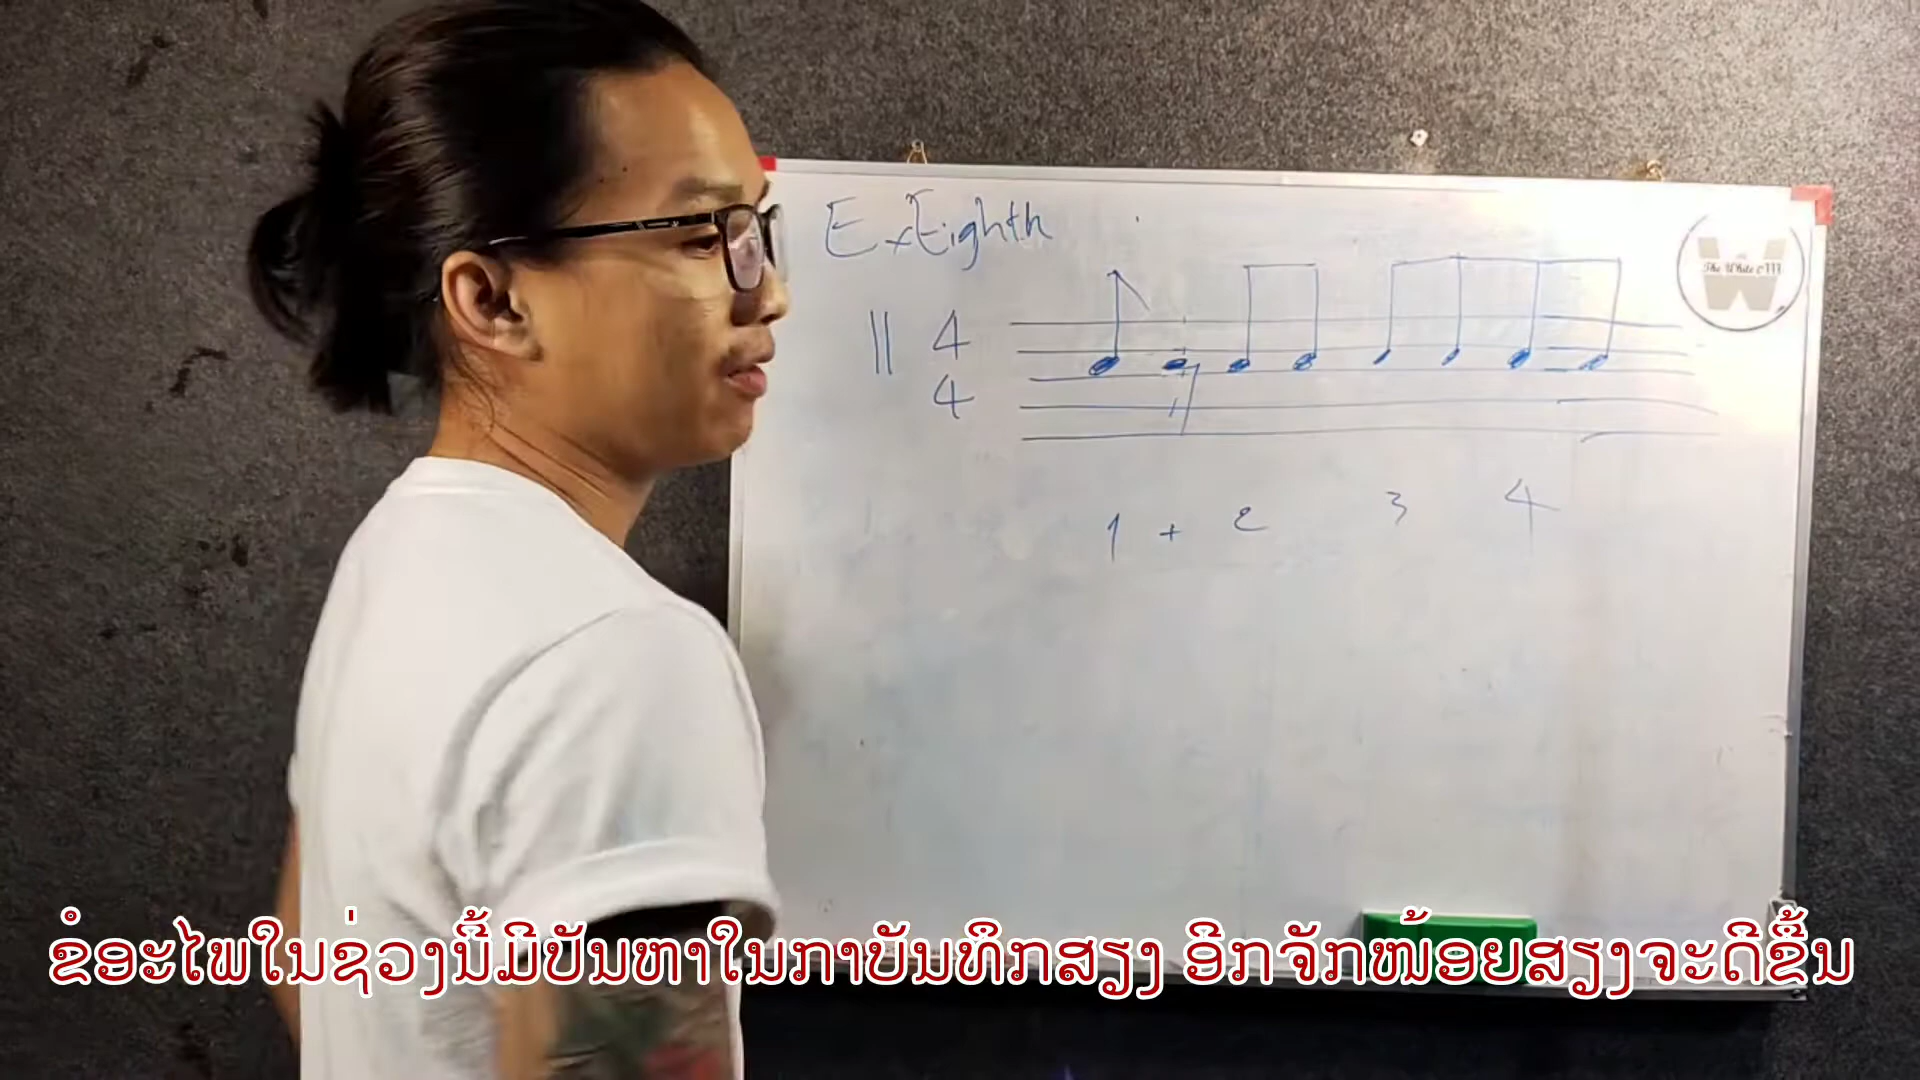 Ex Eighth
The White
4
4
1 + 2 3 4
ຂໍອະໄພໃນຊ່ວງນີ້ມີບັນຫາໃນກາບັນທຶກສຽງ ອີກຈັກໜ້ອຍສຽງຈະດີຂຶ້ນ